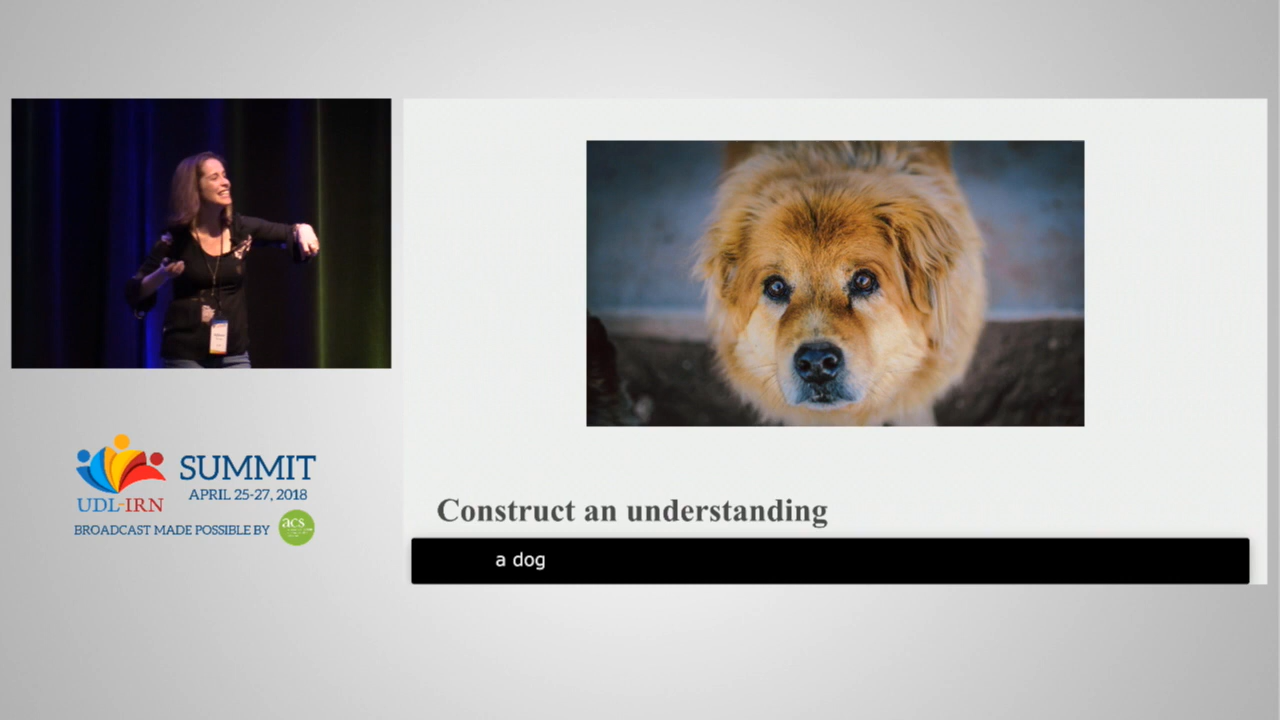 SUMMIT
APRIL 25-27, 2018
UDL-IRN
BROADCAST MADE POSSIBLE BY
acs
Construct an understanding
a dog